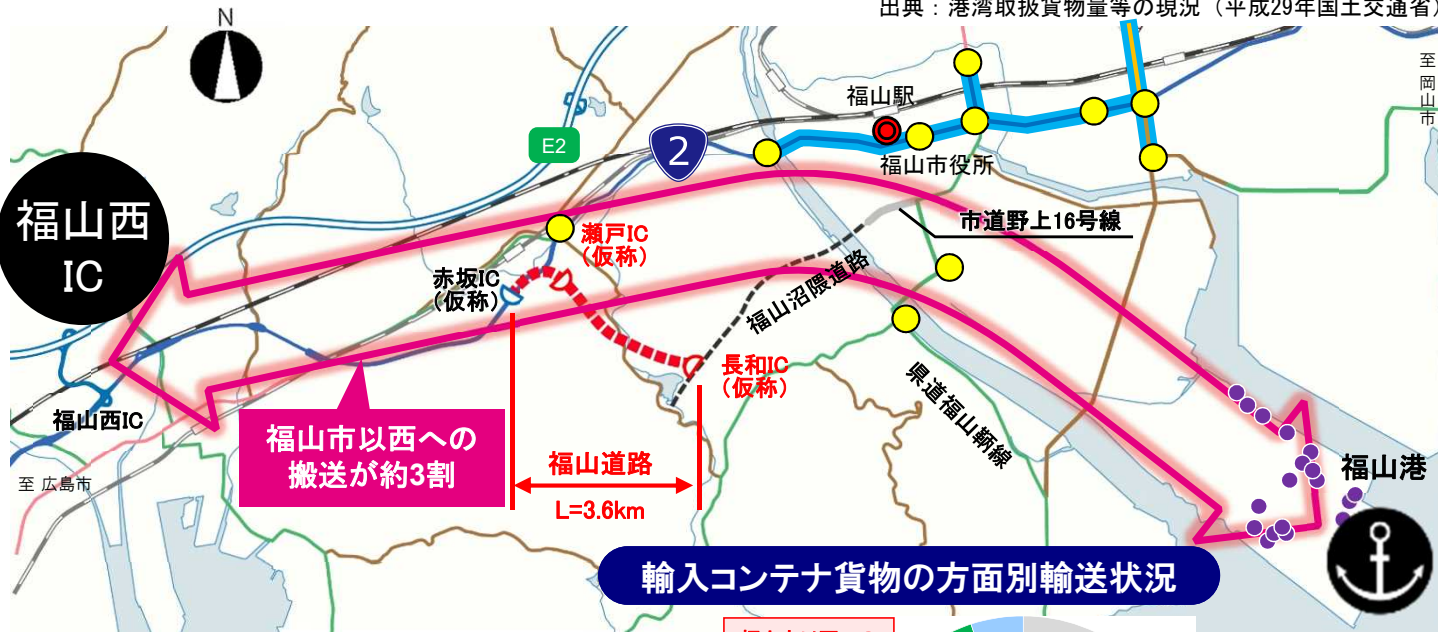 出典：港湾取扱貨物量等の現況（平成29年国土交通省）
N
至
岡
山
市
福山駅
E2
2
福山市役所
福山西
IC
瀬戸IC
（仮称）
市道野上16号線
赤坂IC
（仮称）
福山沼隈道路
長和IC
（仮称）
県道福山鞆線
福山西IC
福山市以西への
搬送が約3割
福山道路
L=3.6km
至 広島市
福山港
輸入コンテナ貨物の方面別輸送状況